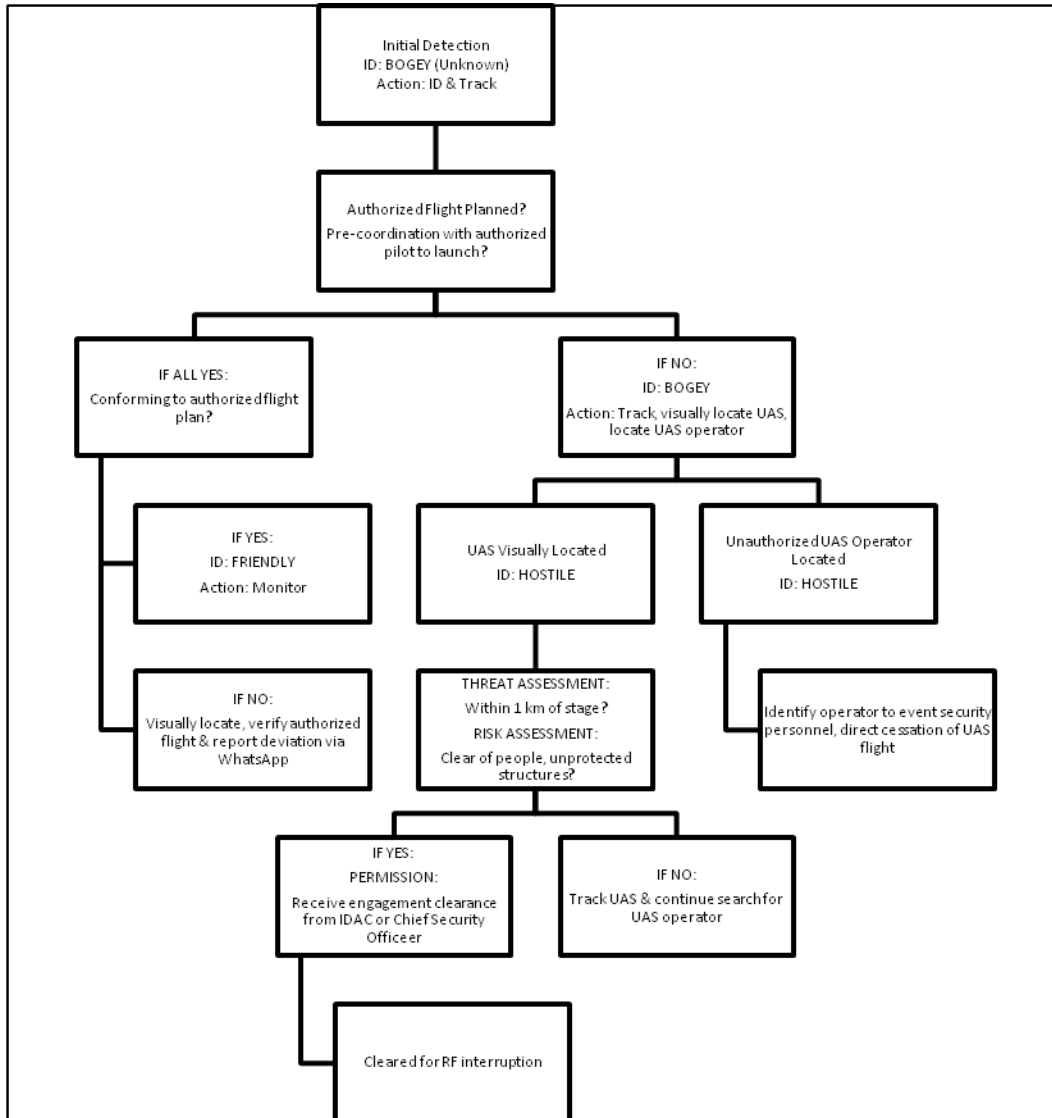 Initial Detection
ID: BOGEY (Unknown)
Action: ID & Track
Authorized Flight Planned?
Pre-coordination with authorized
pilot to launch?
IF ALL YES:
Conforming to authorized flight
plan?
IF NO:
ID: BOGEY
Action: Track, visually locate UAS,
locate UAS operator
IF YES:
ID: FRIENDLY
Action: Monitor
UAS Visually Located
ID: HOSTILE
Unauthorized UAS Operator
Located
ID: HOSTILE
IF NO:
Visually locate, verify authorized
flight & report deviation via
WhatsApp
THREAT ASSESSMENT:
Within 1 km of stage?
RISK ASSESSMENT:
Clear of people, unprotected
structures?
Identify operator to event security
personnel, direct cessation of UAS
flight
IF YES:
PERMISSION:
Receive engagement clearance
from IDAC or Chief Security
Officeer
IF NO:
Track UAS & continue search for
UAS operator
Cleared for RF interruption